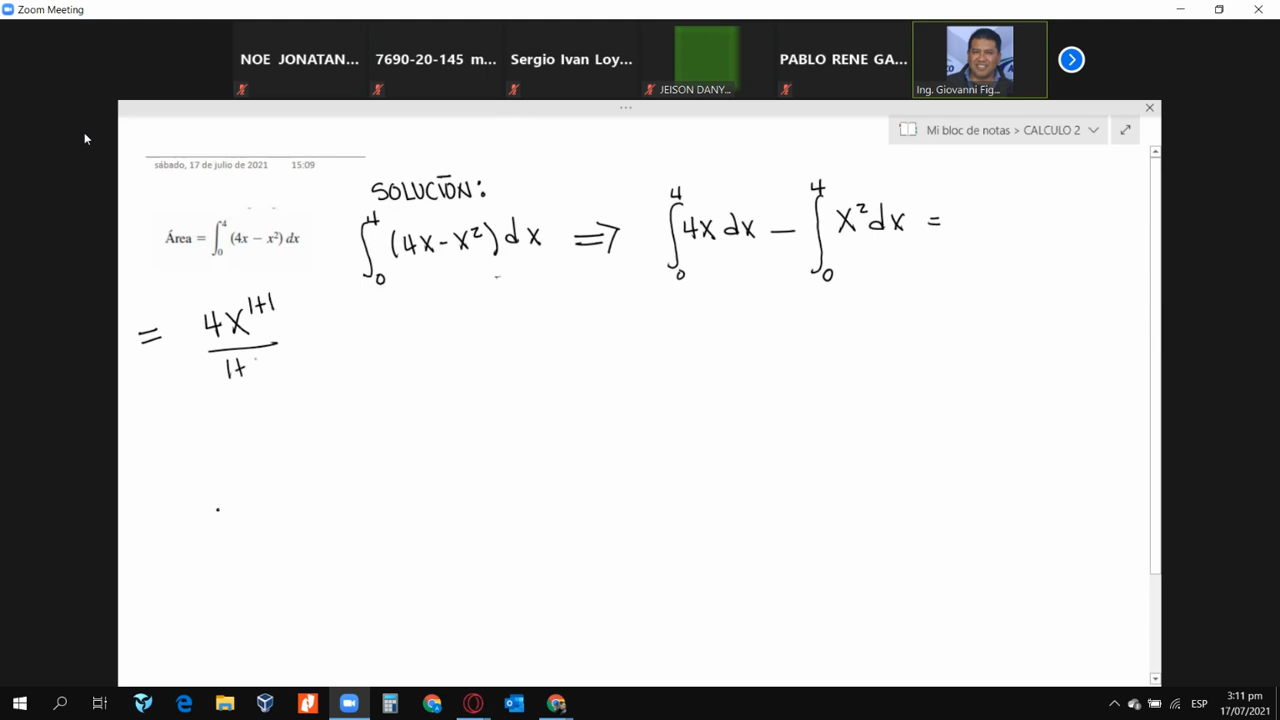 Zoom Meeting
NOE JONATAN...
7690-20-145 m...
Sergio Ivan Loy...
JEISON DANY...
PABLO RENE GA...
Ing. Giovanni Fig...
Mi bloc de notas > CALCULO 2
sábado, 17 de julio de 2021 15:09
SOLUCIÓN:
Área = ∫₀⁴ (4x − x²) dx
∫₀⁴ (4x-x²) dx ⇒ ∫₀⁴ 4x dx − ∫₀⁴ x² dx =
= 4x^(1+1)
1+
3:11 pm
ESP
17/07/2021